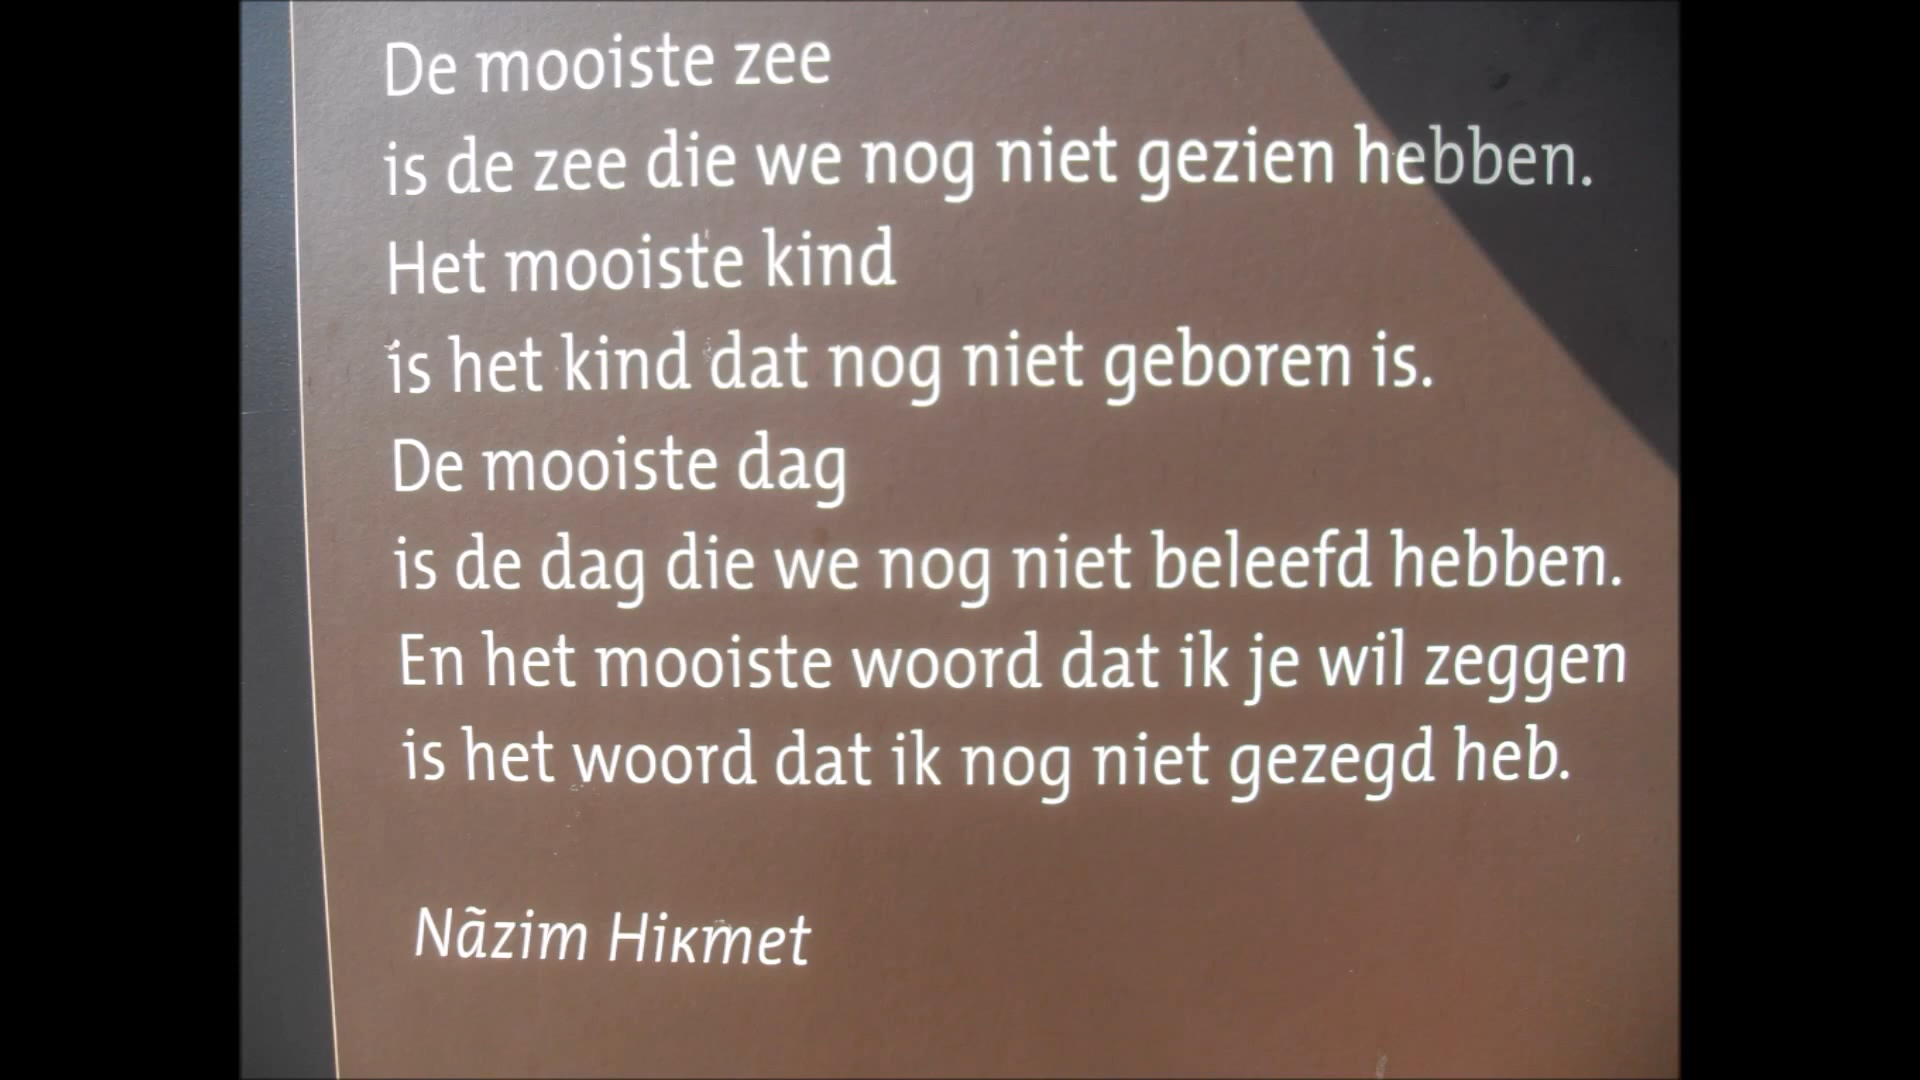 De mooiste zee
is de zee die we nog niet gezien hebben.
Het mooiste kind
is het kind dat nog niet geboren is.
De mooiste dag
is de dag die we nog niet beleefd hebben.
En het mooiste woord dat ik je wil zeggen
is het woord dat ik nog niet gezegd heb.
Nãzim Hiкmet